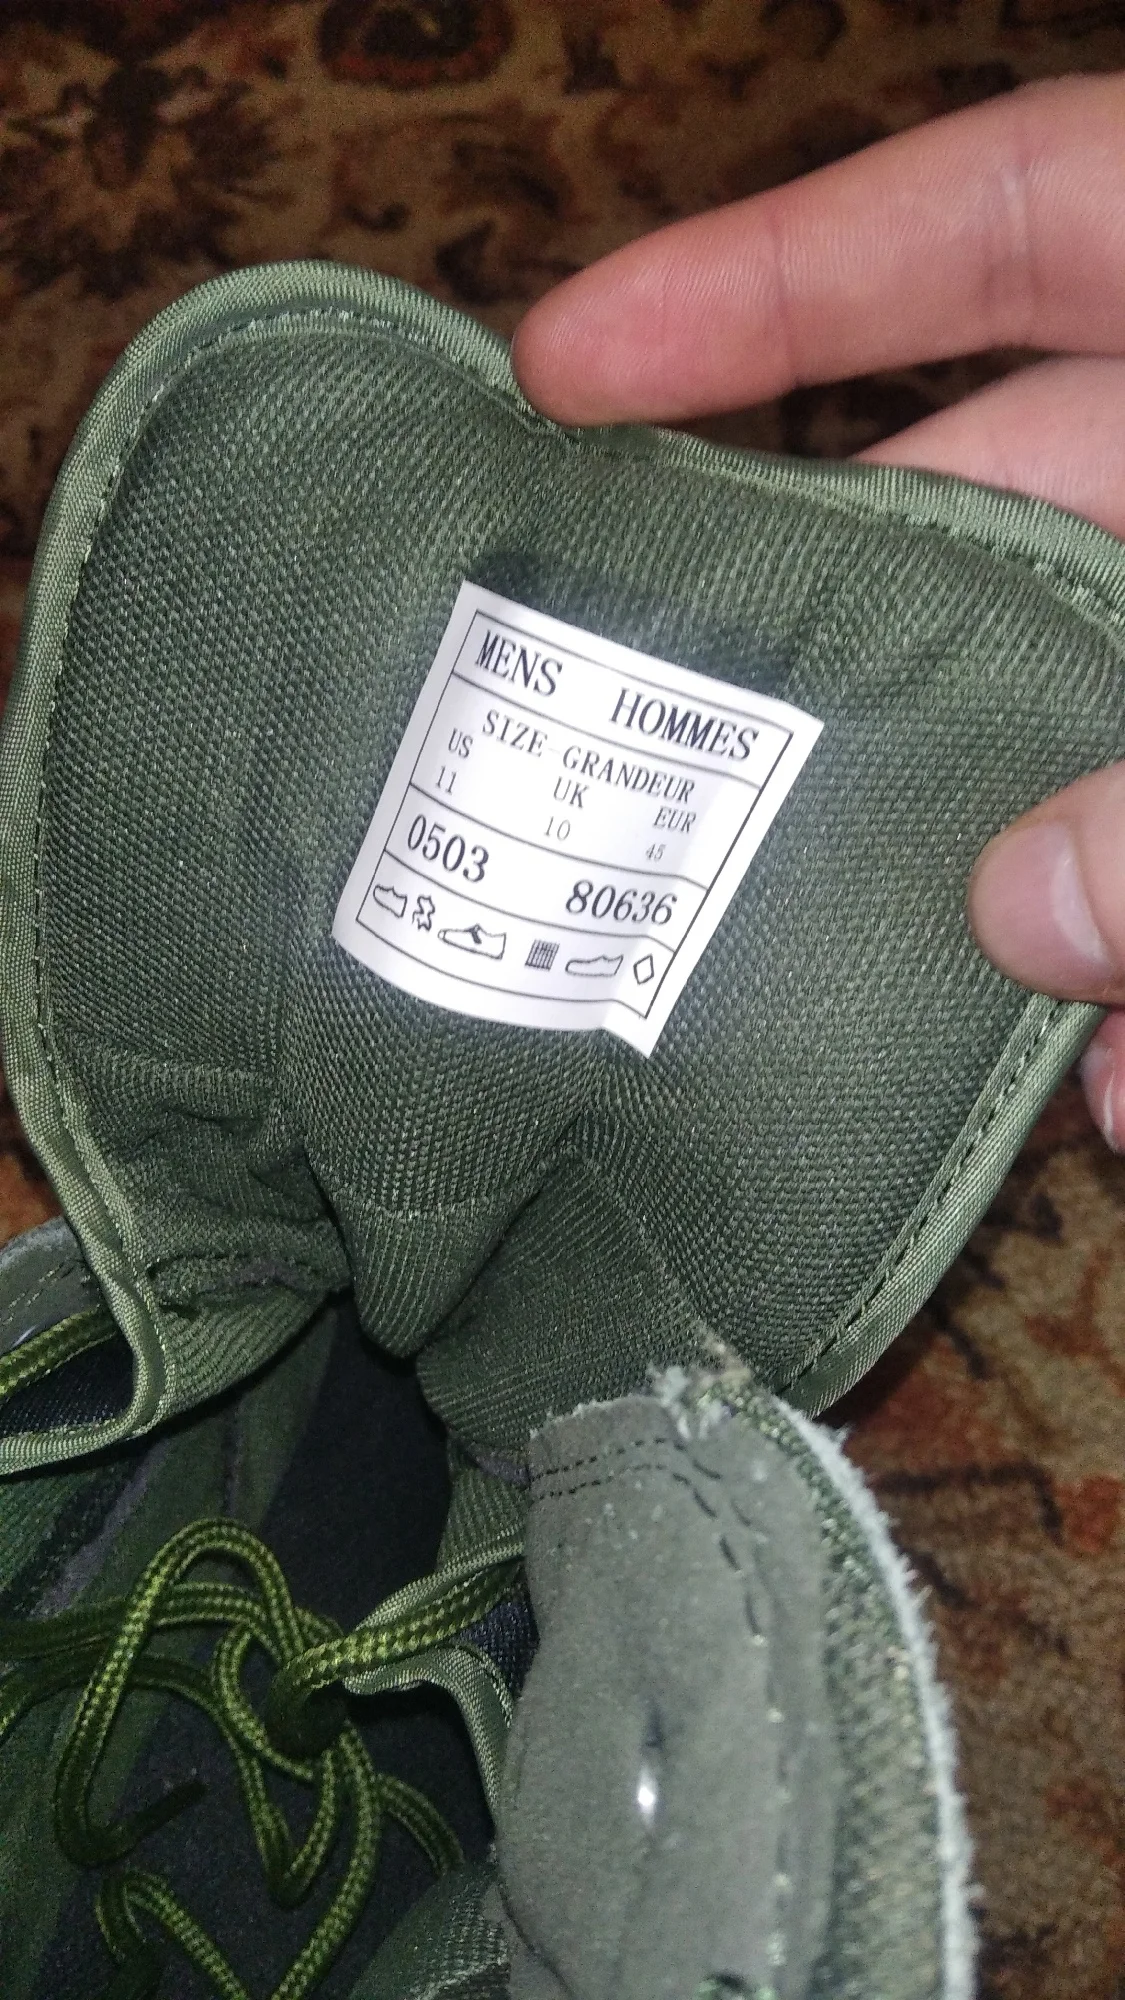 MENS HOMMES
SIZE-GRANDEUR
US UK EUR
11 10 45
0503 80636